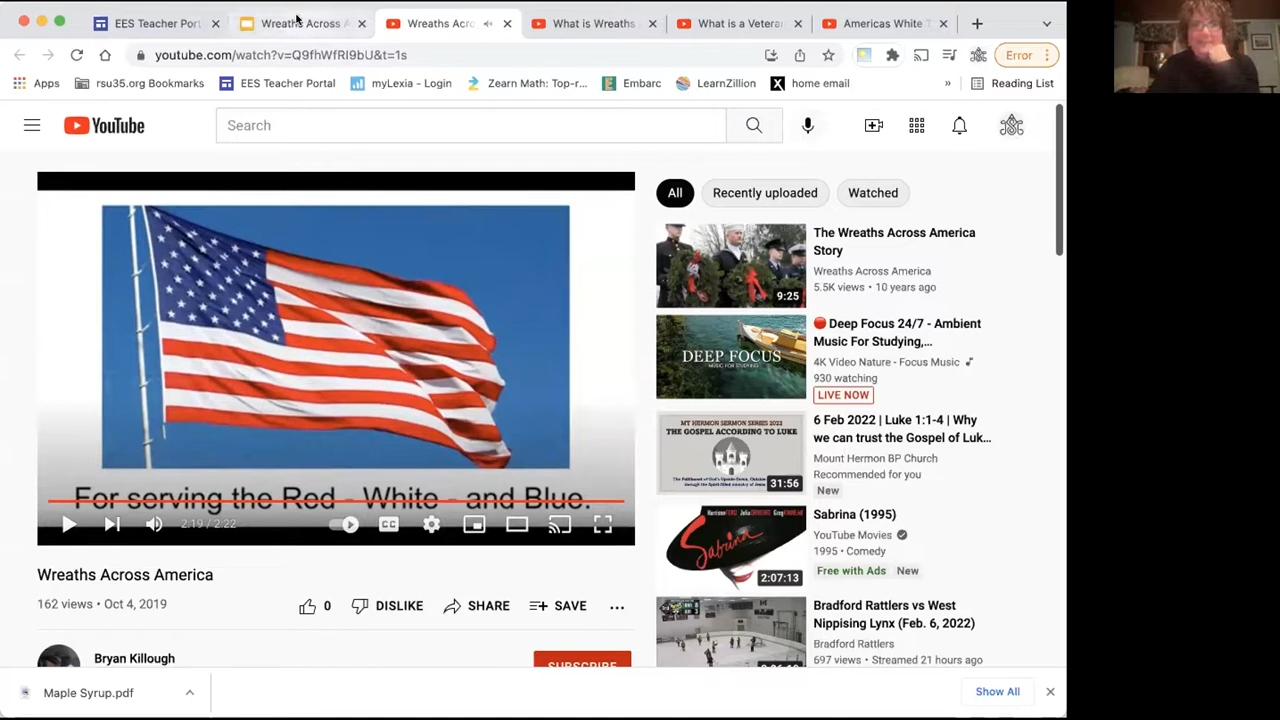 EES Teacher Port
Wreaths Across A
Wreaths Acro
What is Wreaths
What is a Vetera
Americas White T
youtube.com/watch?v=Q9fhWfRI9bU&t=1s
Error
Apps
rsu35.org Bookmarks
EES Teacher Portal
myLexia - Login
Zearn Math: Top-r...
Embarc
LearnZillion
X
home email
»
Reading List
YouTube
Search
All
Recently uploaded
Watched
For serving the Red - White - and Blue.
2:19 / 2:22
CC
Wreaths Across America
162 views • Oct 4, 2019
0
DISLIKE
SHARE
SAVE
Bryan Killough
SUBSCRIBE
The Wreaths Across America
Story
Wreaths Across America
5.5K views • 10 years ago
9:25
DEEP FOCUS
MUSIC FOR STUDYING
Deep Focus 24/7 - Ambient
Music For Studying,...
4K Video Nature - Focus Music
930 watching
LIVE NOW
MT HERMON SERMON SERIES 2022
THE GOSPEL ACCORDING TO LUKE
31:56
6 Feb 2022 | Luke 1:1-4 | Why
we can trust the Gospel of Luk...
Mount Hermon BP Church
Recommended for you
New
Sabrina
2:07:13
Sabrina (1995)
YouTube Movies
1995 • Comedy
Free with Ads
New
Bradford Rattlers vs West
Nippising Lynx (Feb. 6, 2022)
Bradford Rattlers
697 views • Streamed 21 hours ago
Maple Syrup.pdf
Show All